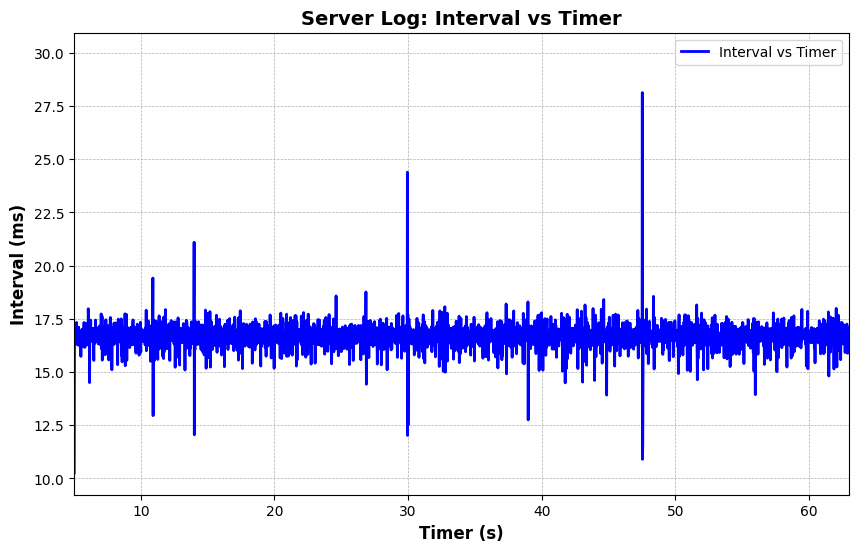 Server Log: Interval vs Timer
Interval vs Timer
30.0
27.5
25.0
22.5
20.0
17.5
15.0
12.5
10.0
Interval (ms)
10 20 30 40 50 60
Timer (s)